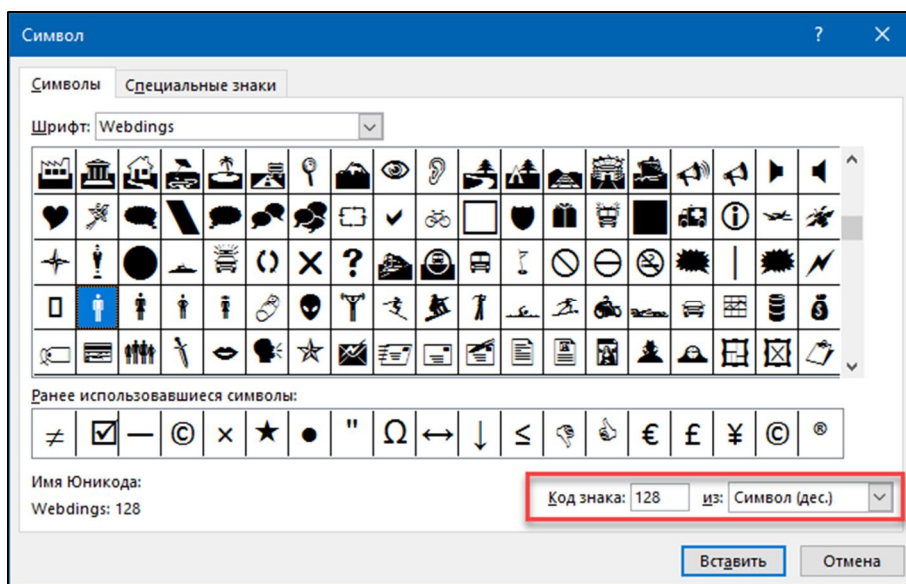 Символ ?
Символы Специальные знаки
Шрифт: Webdings
Ранее использовавшиеся символы:
≠ ☑ — © × ★ ● " Ω ↔ ↓ ≤ 👎 👍 € £ ¥ © ®
Имя Юникода:
Webdings: 128
Код знака: 128 из: Символ (дес.)
Вставить Отмена